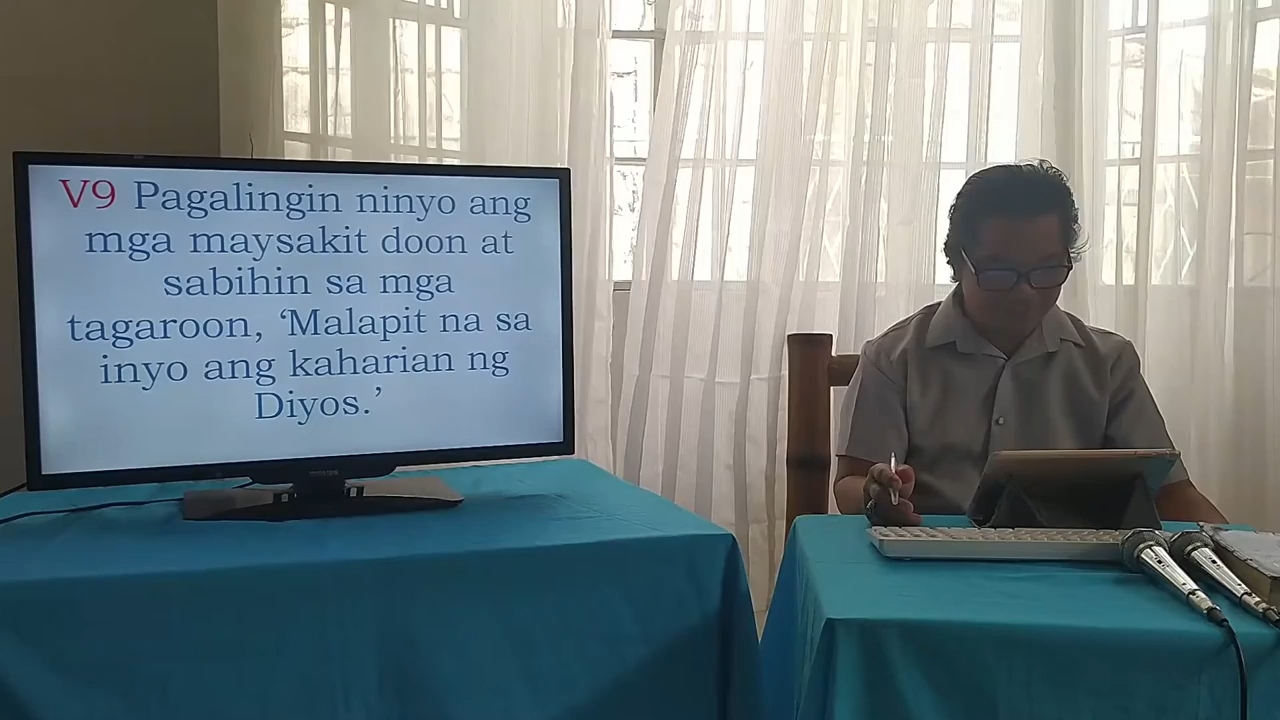 V9 Pagalingin ninyo ang
mga maysakit doon at
sabihin sa mga
tagaroon, ‘Malapit na sa
inyo ang kaharian ng
Diyos.’